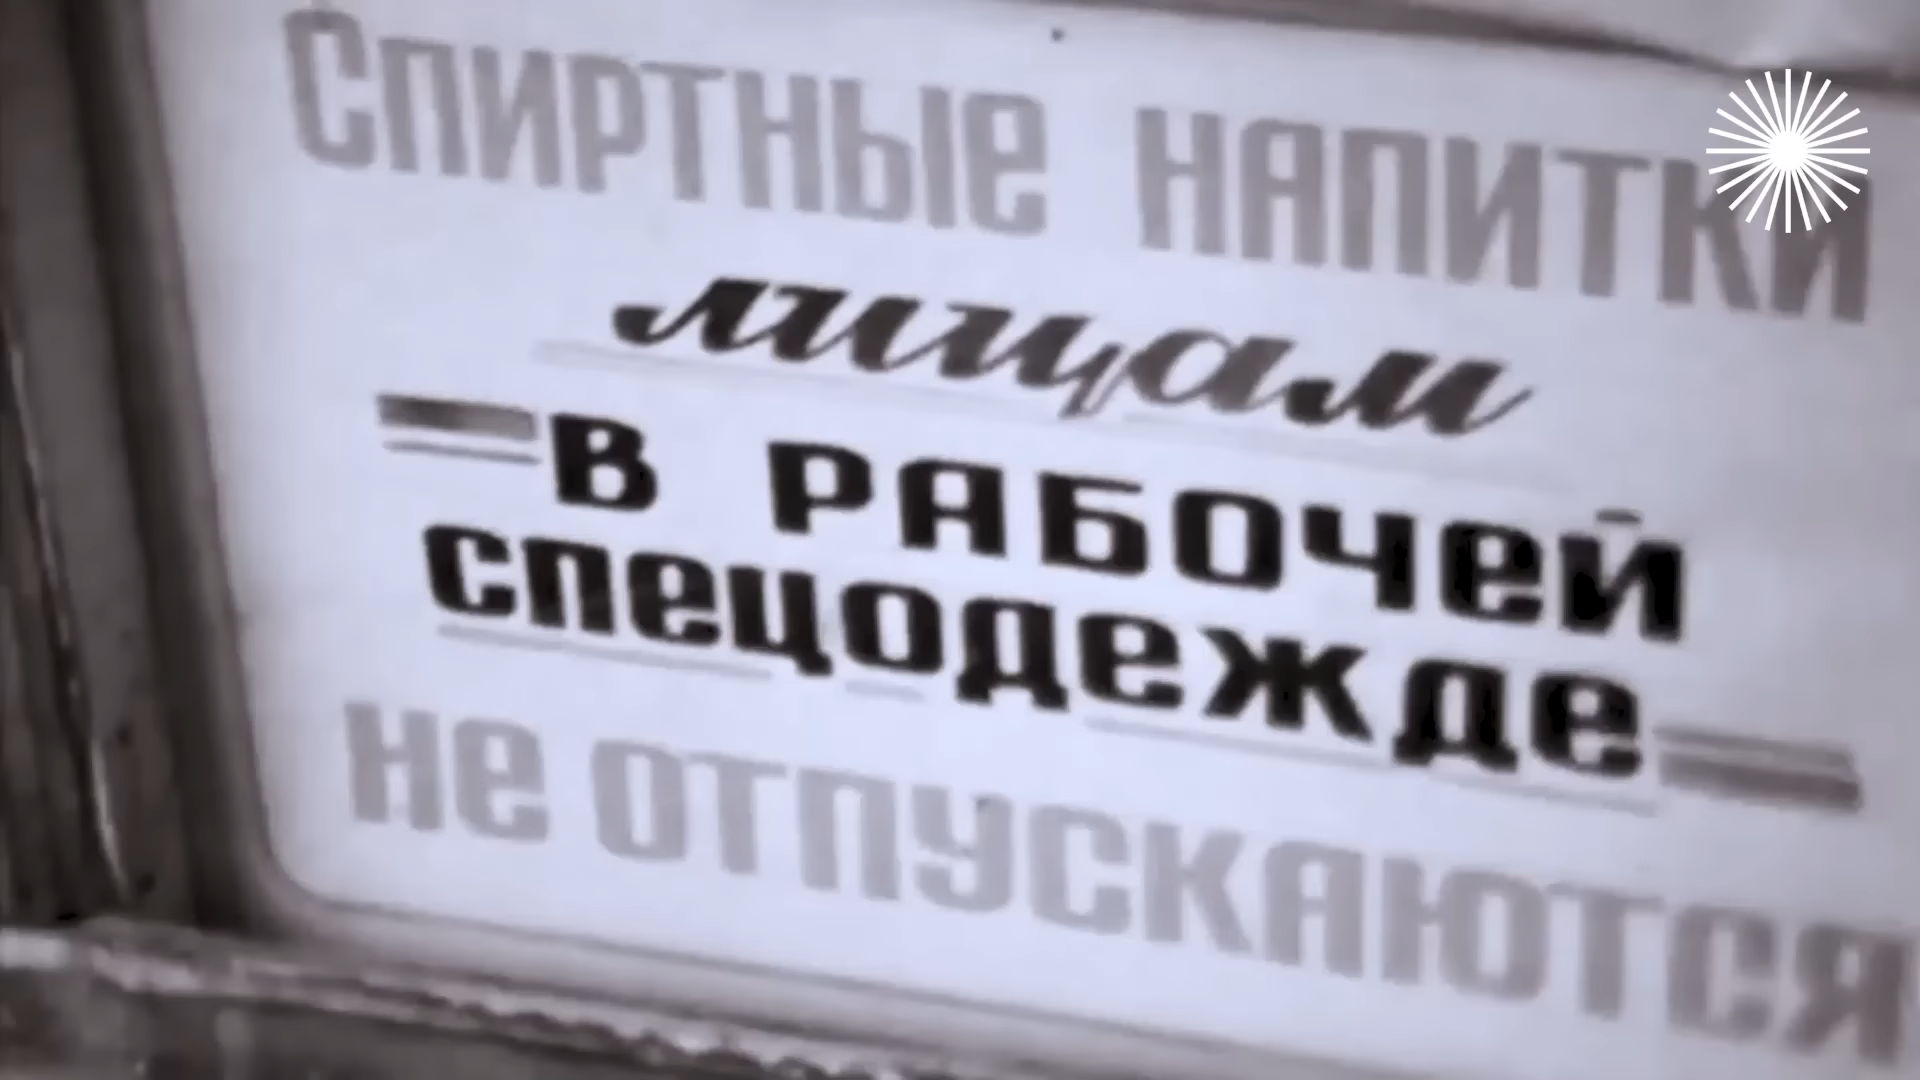 Спиртные напитки
лицам
в рабочей
спецодежде
не отпускаются